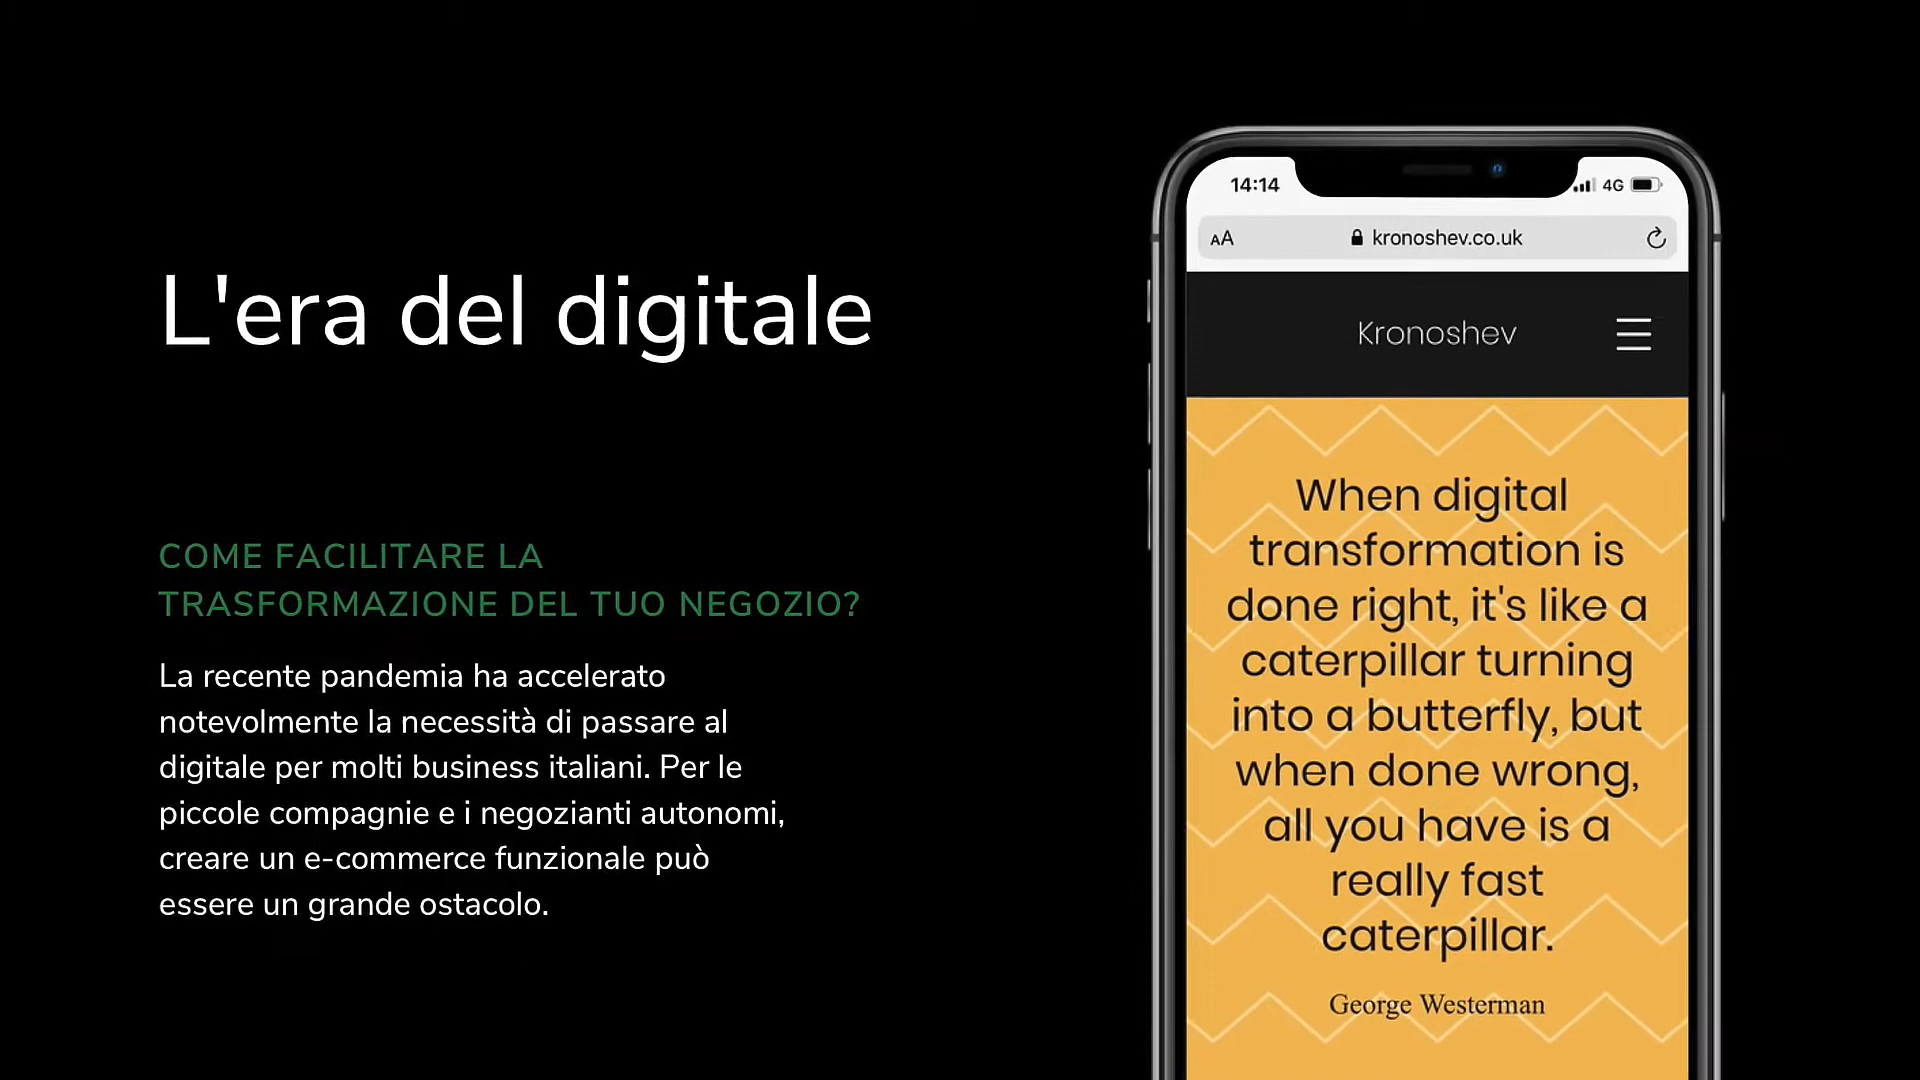 L'era del digitale
COME FACILITARE LA
TRASFORMAZIONE DEL TUO NEGOZIO?
La recente pandemia ha accelerato
notevolmente la necessità di passare al
digitale per molti business italiani. Per le
piccole compagnie e i negozianti autonomi,
creare un e-commerce funzionale può
essere un grande ostacolo.
14:14
4G
AA
kronoshev.co.uk
Kronoshev
When digital
transformation is
done right, it's like a
caterpillar turning
into a butterfly, but
when done wrong,
all you have is a
really fast
caterpillar.
George Westerman